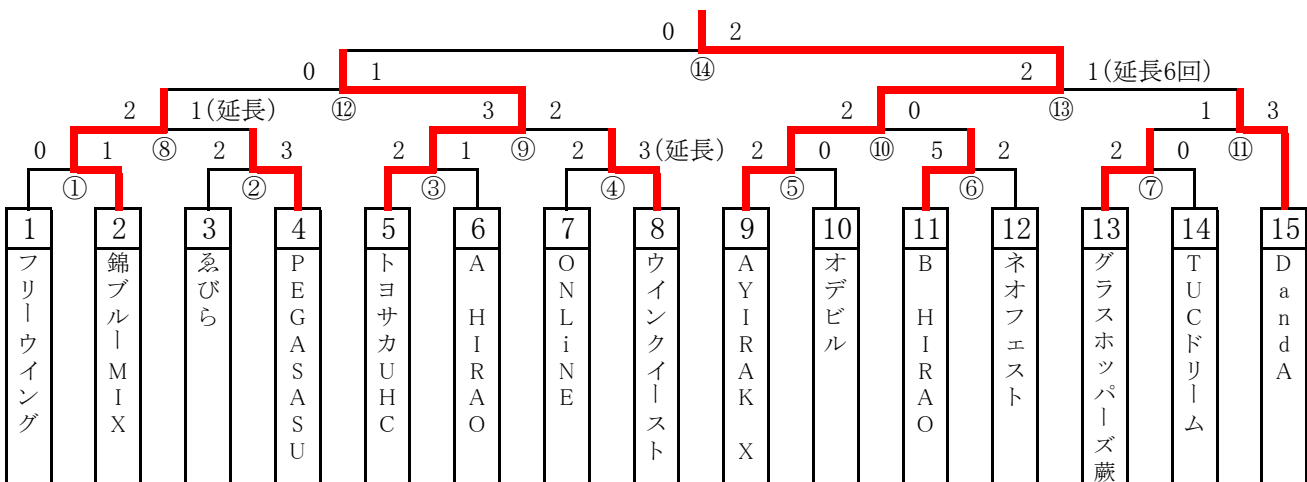 0 2
⑭
0 1 2 1(延長6回)
⑫ ⑬
2 1(延長) 3 2 2 0 1 3
⑧ ⑨ ⑩ ⑪
0 1 2 3 2 1 2 3(延長) 2 0 5 2 2 0
① ② ③ ④ ⑤ ⑥ ⑦
1 2 3 4 5 6 7 8 9 10 11 12 13 14 15
フリーウイング
錦ブルーMIX
ゑびら
PEGASASU
トヨサカUHC
A HIRAO
ONLiNE
ウインクイースト
AYIRAK X
オデビル
B HIRAO
ネオフェスト
グラスホッパーズ蕨
TUCドリーム
DandA